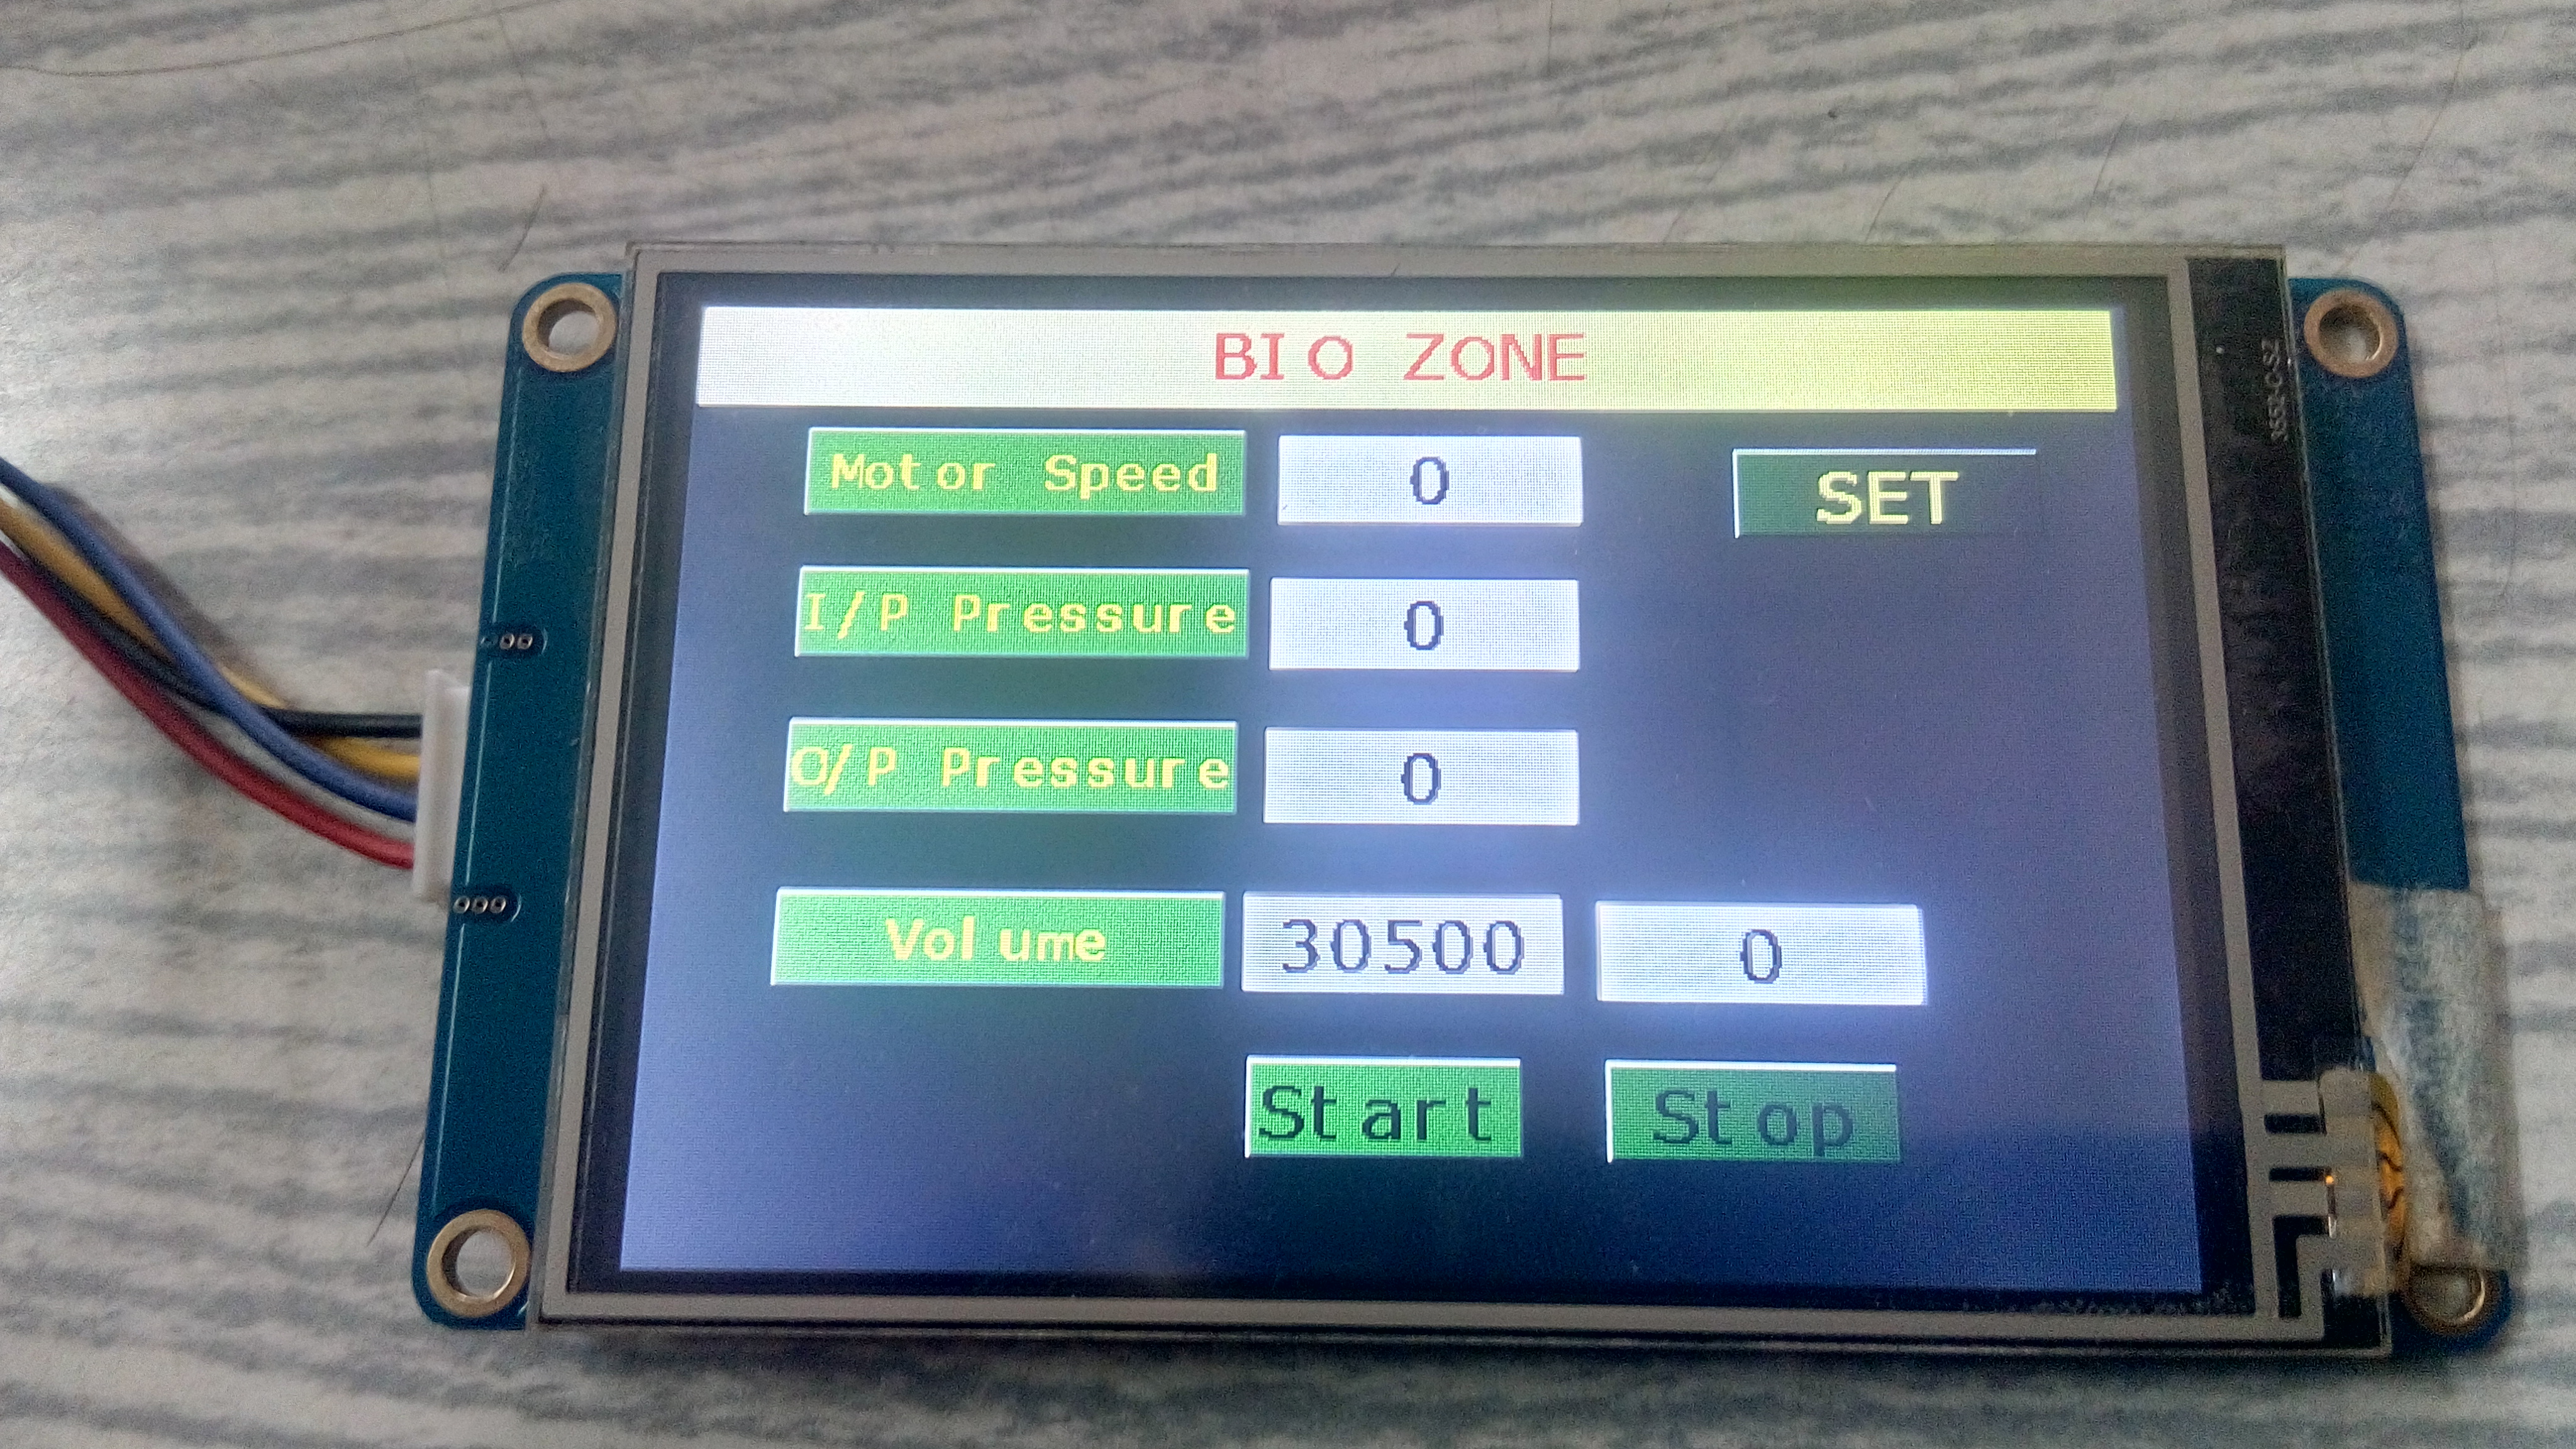 BIO ZONE
Motor Speed 0 SET
I/P Pressure 0
O/P Pressure 0
Volume 30500 0
Start Stop